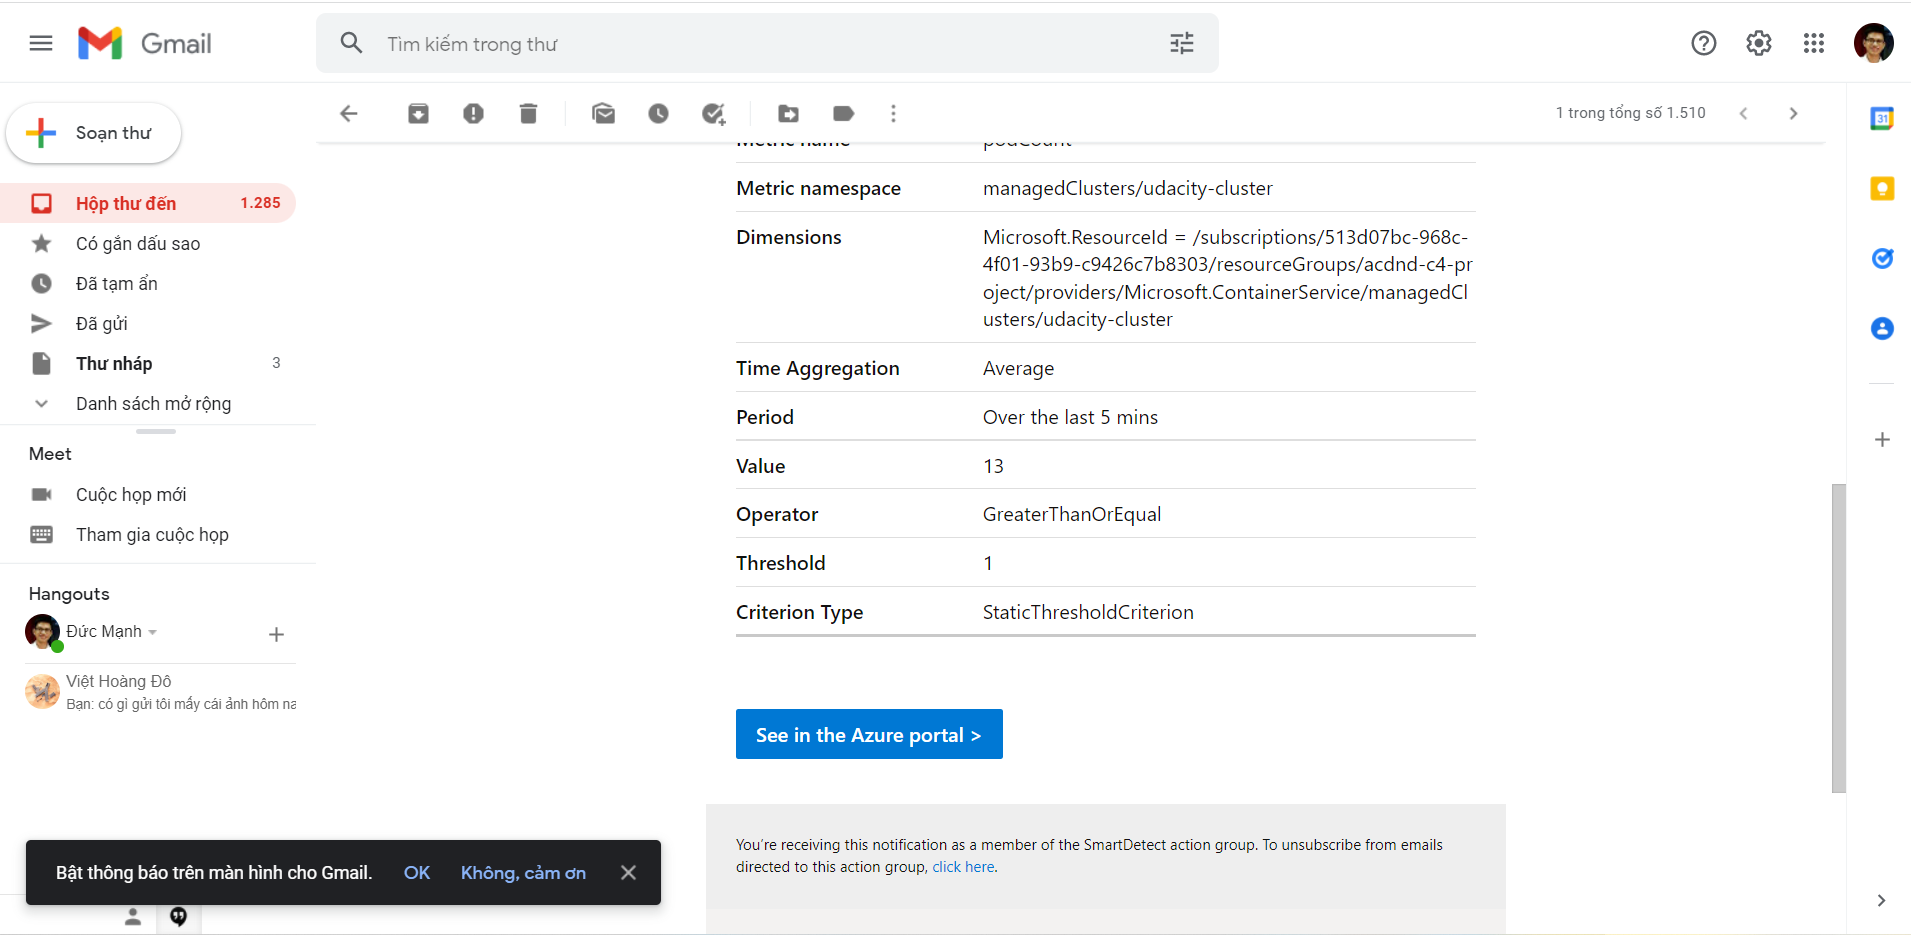 Gmail
Tìm kiếm trong thư
1 trong tổng số 1.510
Soạn thư
Hộp thư đến 1.285
Có gắn dấu sao
Đã tạm ẩn
Đã gửi
Thư nháp 3
Danh sách mở rộng
Meet
Cuộc họp mới
Tham gia cuộc họp
Hangouts
Đức Mạnh
Việt Hoàng Đô
Bạn: có gì gửi tôi mấy cái ảnh hôm na
Metric name podCount
Metric namespace managedClusters/udacity-cluster
Dimensions Microsoft.ResourceId = /subscriptions/513d07bc-968c-
4f01-93b9-c9426c7b8303/resourceGroups/acdnd-c4-pr
oject/providers/Microsoft.ContainerService/managedCl
usters/udacity-cluster
Time Aggregation Average
Period Over the last 5 mins
Value 13
Operator GreaterThanOrEqual
Threshold 1
Criterion Type StaticThresholdCriterion
See in the Azure portal >
You're receiving this notification as a member of the SmartDetect action group. To unsubscribe from emails
directed to this action group, click here.
Bật thông báo trên màn hình cho Gmail. OK Không, cảm ơn
31